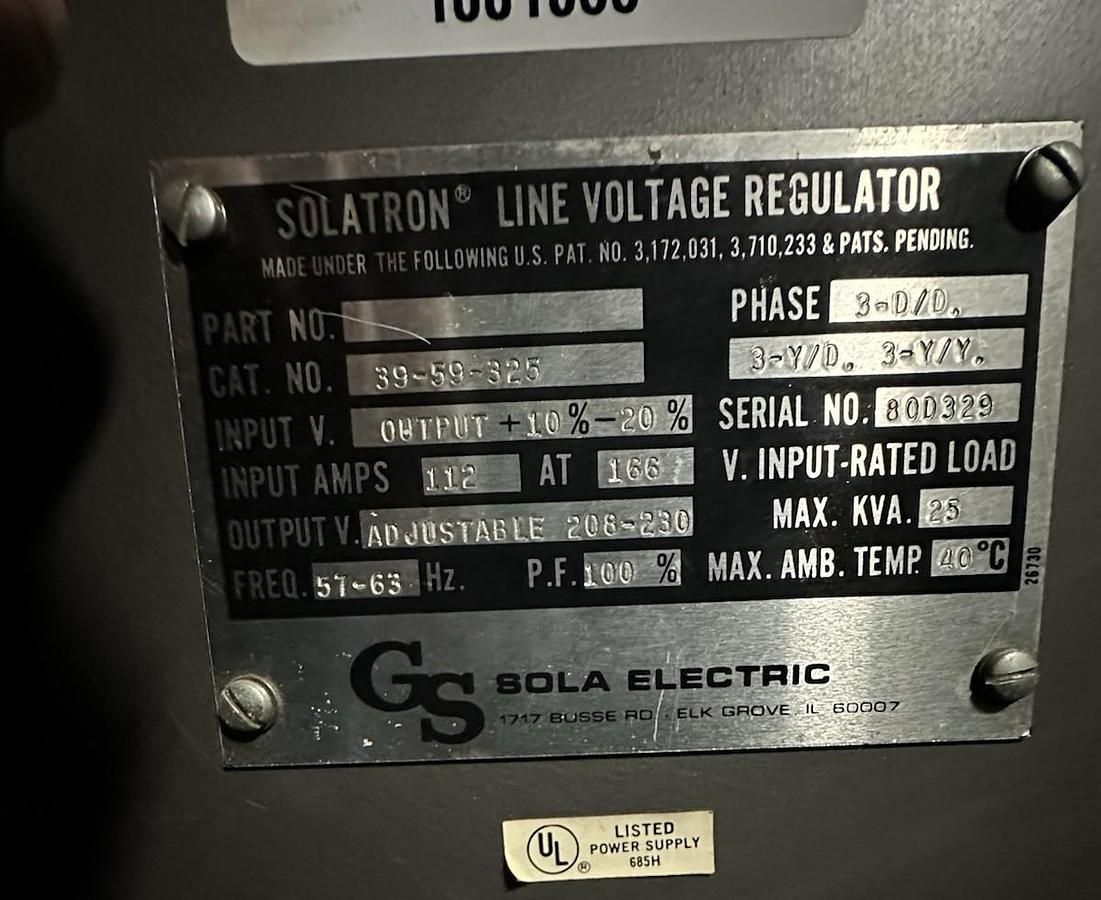 SOLATRON® LINE VOLTAGE REGULATOR
MADE UNDER THE FOLLOWING U.S. PAT. NO. 3,172,031, 3,710,233 & PATS. PENDING.
PART NO.
PHASE 3-D/D,
3-Y/D, 3-Y/Y,
CAT. NO. 39-59-325
INPUT V. OUTPUT +10%-20%
SERIAL NO. 80D329
INPUT AMPS 112 AT 166 V. INPUT-RATED LOAD
OUTPUT V. ADJUSTABLE 208-230
MAX. KVA. 25
FREQ. 57-63 Hz. P.F. 100 % MAX. AMB. TEMP. 40°C
26730
GS SOLA ELECTRIC
1717 BUSSE RD. ELK GROVE, IL 60007
UL® LISTED
POWER SUPPLY
685H